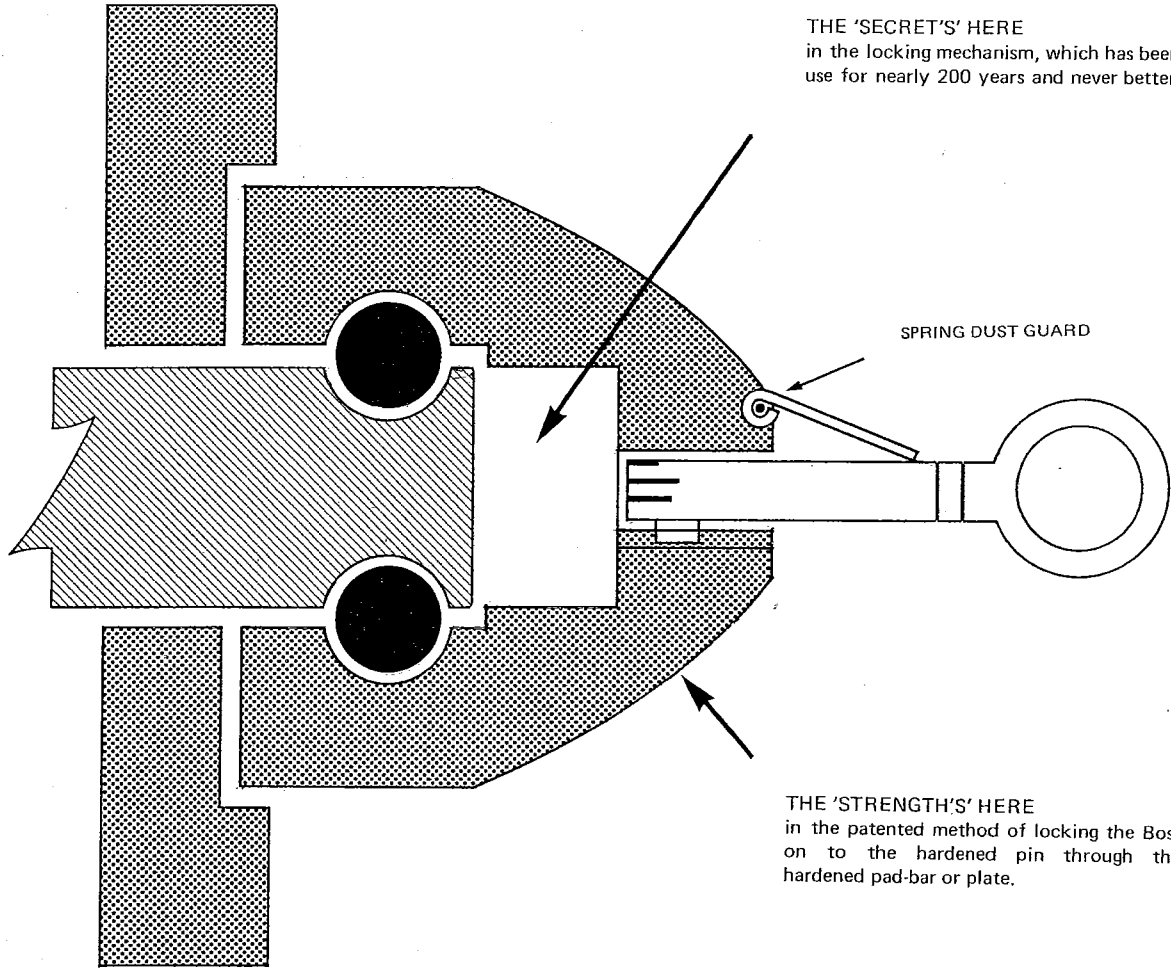 THE 'SECRET'S' HERE
in the locking mechanism, which has been
use for nearly 200 years and never better
SPRING DUST GUARD
THE 'STRENGTH'S' HERE
in the patented method of locking the Bos
on to the hardened pin through th
hardened pad-bar or plate.